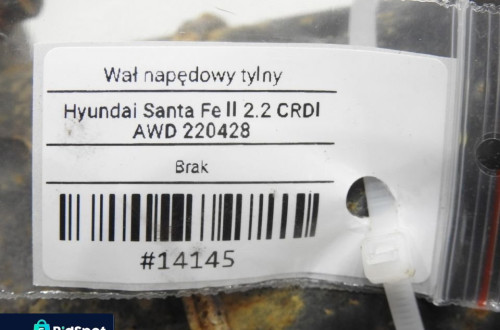 Wał napędowy tylny
Hyundai Santa Fe II 2.2 CRDI
AWD 220428
Brak
#14145